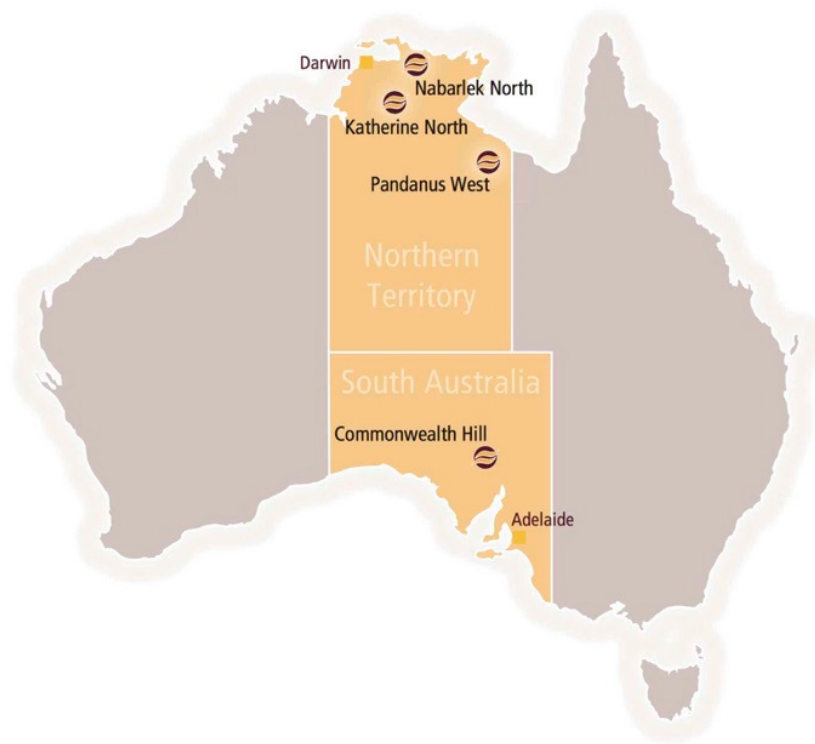 Darwin
Nabarlek North
Katherine North
Pandanus West
Northern
Territory
South Australia
Commonwealth Hill
Adelaide